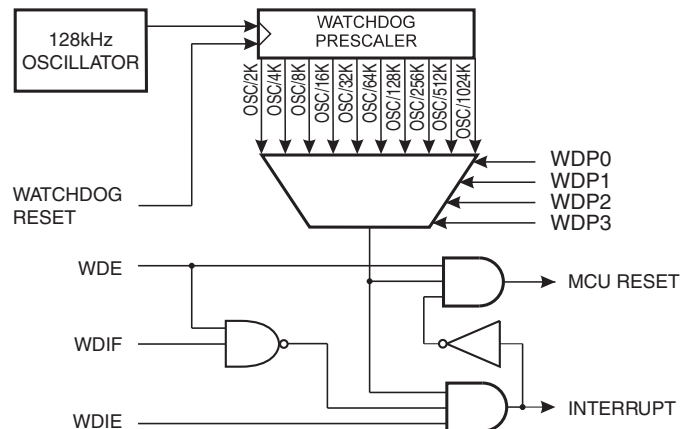 128kHz
OSCILLATOR
WATCHDOG
PRESCALER
OSC/2K
OSC/4K
OSC/8K
OSC/16K
OSC/32K
OSC/64K
OSC/128K
OSC/256K
OSC/512K
OSC/1024K
WDP0
WDP1
WDP2
WDP3
WATCHDOG
RESET
WDE
MCU RESET
WDIF
INTERRUPT
WDIE